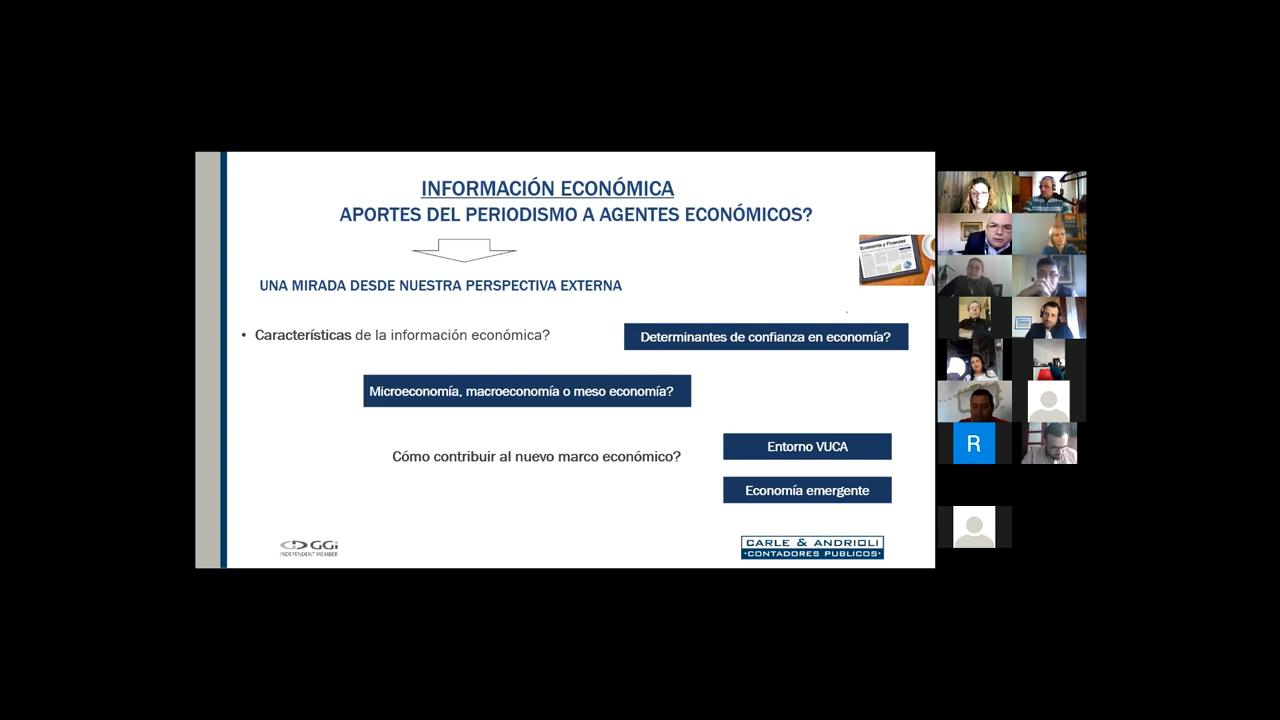 INFORMACIÓN ECONÓMICA
APORTES DEL PERIODISMO A AGENTES ECONÓMICOS?
Economía y Finanzas
UNA MIRADA DESDE NUESTRA PERSPECTIVA EXTERNA
• Características de la información económica?
Determinantes de confianza en economía?
Microeconomía, macroeconomía o meso economía?
Cómo contribuir al nuevo marco económico?
Entorno VUCA
Economía emergente
GGi
INDEPENDENT MEMBER
CARLE & ANDRIOLI
·CONTADORES PUBLICOS·
R